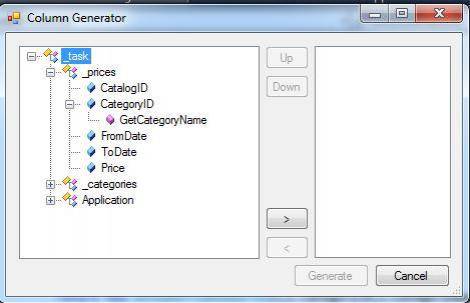 Column Generator
_task
_prices
CatalogID
CategoryID
GetCategoryName
FromDate
ToDate
Price
_categories
Application
Up
Down
>
<
Generate
Cancel